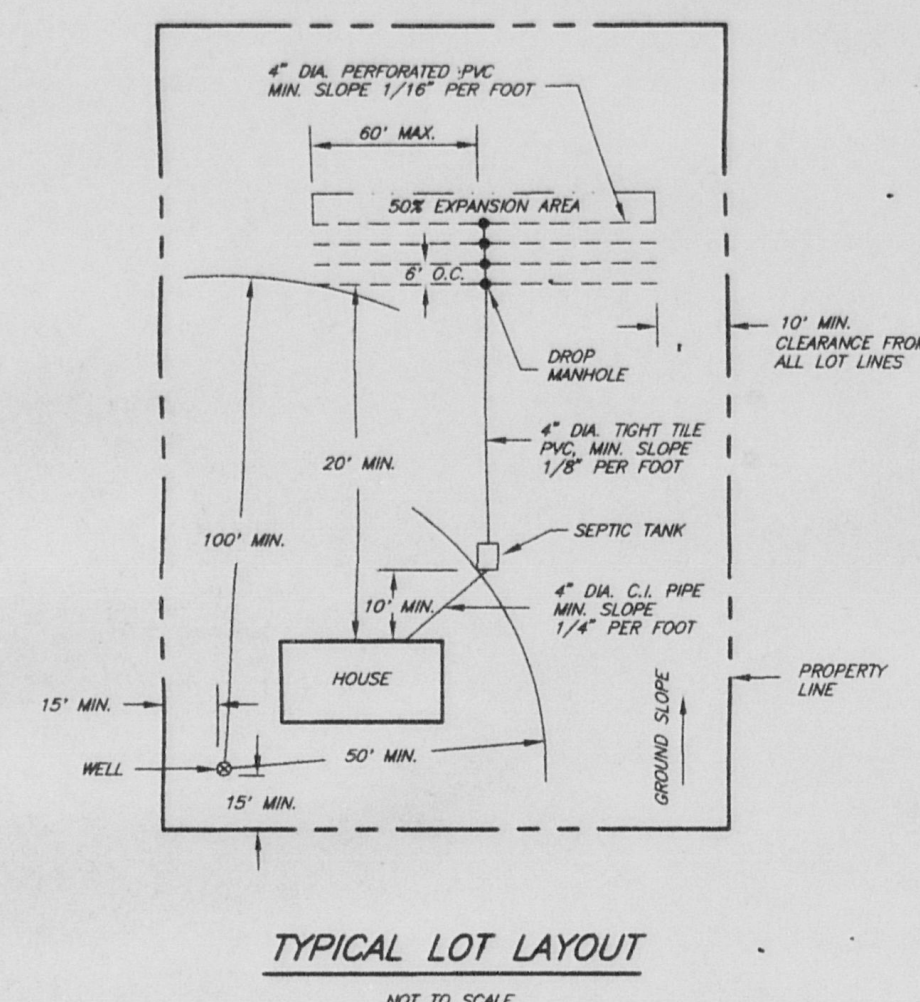 4" DIA. PERFORATED PVC
MIN. SLOPE 1/16" PER FOOT
60' MAX.
50% EXPANSION AREA
6' O.C.
10' MIN.
CLEARANCE FROM
ALL LOT LINES
DROP
MANHOLE
4" DIA. TIGHT TILE
PVC, MIN. SLOPE
1/8" PER FOOT
20' MIN.
100' MIN.
SEPTIC TANK
10' MIN.
4" DIA. C.I. PIPE
MIN. SLOPE
1/4" PER FOOT
HOUSE
PROPERTY
LINE
GROUND SLOPE
15' MIN.
WELL
50' MIN.
15' MIN.
TYPICAL LOT LAYOUT
NOT TO SCALE